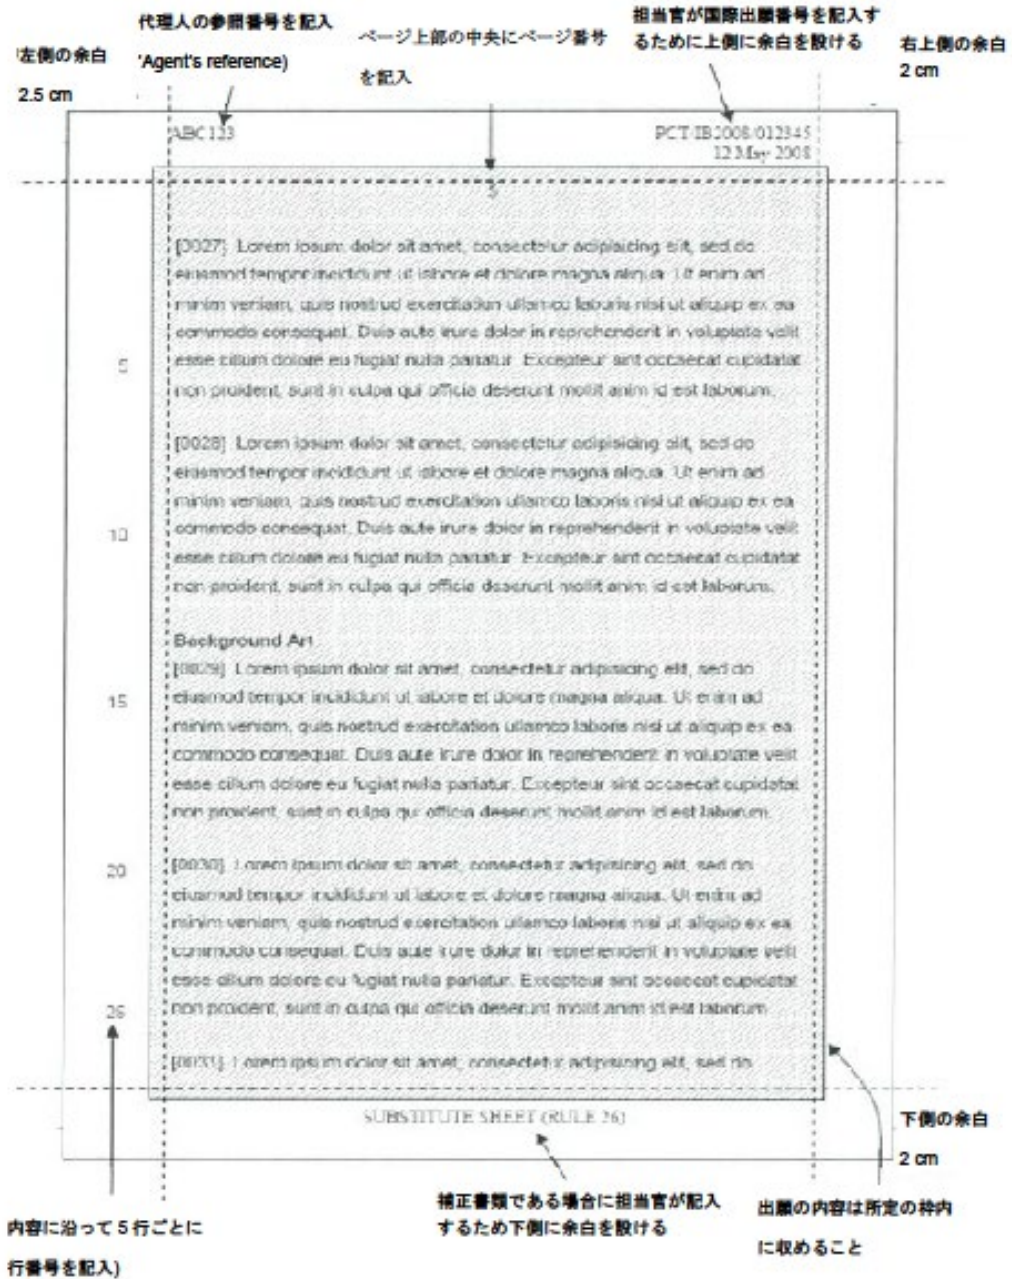 代理人の参照番号を記入
'Agent's reference)
ページ上部の中央にページ番号
を記入
担当官が国際出願番号を記入す
るために上側に余白を設ける
左側の余白
2.5 cm
右上側の余白
2 cm
ABC123
PCT/IB2008/012345
12 May 2008
5
[0027] Lorem ipsum dolor sit amet, consectetur adipisicing elit, sed do
eiusmod tempor incididunt ut labore et dolore magna aliqua. Ut enim ad
minim veniam, quis nostrud exercitation ullamco laboris nisi ut aliquip ex ea
commodo consequat. Duis aute irure dolor in reprehenderit in voluptate velit
5 esse cillum dolore eu fugiat nulla pariatur. Excepteur sint occaecat cupidatat
non proident, sunt in culpa qui officia deserunt mollit anim id est laborum.
[0028] Lorem ipsum dolor sit amet, consectetur adipisicing elit, sed do
eiusmod tempor incididunt ut labore et dolore magna aliqua. Ut enim ad
minim veniam, quis nostrud exercitation ullamco laboris nisi ut aliquip ex ea
10 commodo consequat. Duis aute irure dolor in reprehenderit in voluptate velit
esse cillum dolore eu fugiat nulla pariatur. Excepteur sint occaecat cupidatat
non proident, sunt in culpa qui officia deserunt mollit anim id est laborum.
Background Art
[0029] Lorem ipsum dolor sit amet, consectetur adipisicing elit, sed do
15 eiusmod tempor incididunt ut labore et dolore magna aliqua. Ut enim ad
minim veniam, quis nostrud exercitation ullamco laboris nisi ut aliquip ex ea
commodo consequat. Duis aute irure dolor in reprehenderit in voluptate velit
esse cillum dolore eu fugiat nulla pariatur. Excepteur sint occaecat cupidatat
non proident, sunt in culpa qui officia deserunt mollit anim id est laborum.
20 [0030] Lorem ipsum dolor sit amet, consectetur adipisicing elit, sed do
eiusmod tempor incididunt ut labore et dolore magna aliqua. Ut enim ad
minim veniam, quis nostrud exercitation ullamco laboris nisi ut aliquip ex ea
commodo consequat. Duis aute irure dolor in reprehenderit in voluptate velit
esse cillum dolore eu fugiat nulla pariatur. Excepteur sint occaecat cupidatat
25 non proident, sunt in culpa qui officia deserunt mollit anim id est laborum.
[0031] Lorem ipsum dolor sit amet, consectetur adipisicing elit, sed do
SUBSTITUTE SHEET (RULE 26)
下側の余白
2 cm
内容に沿って5行ごとに
行番号を記入)
補正書類である場合に担当官が記入
するため下側に余白を設ける
出願の内容は所定の枠内
に収めること